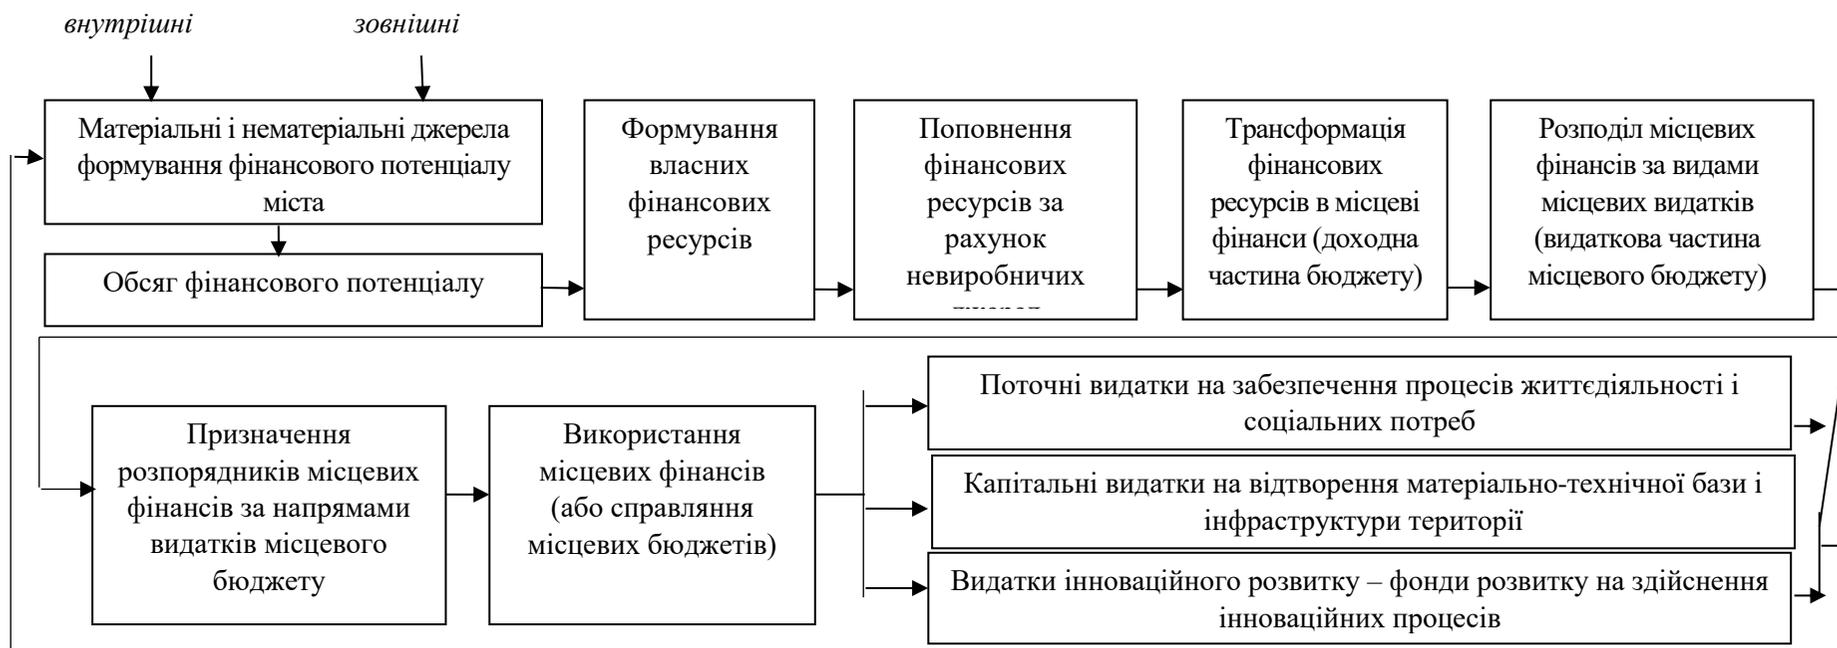 внутрішні
зовнішні
Матеріальні і нематеріальні джерела
формування фінансового потенціалу
міста
Обсяг фінансового потенціалу
Формування
власних
фінансових
ресурсів
Поповнення
фінансових
ресурсів за
рахунок
невиробничих
Трансформація
фінансових
ресурсів в місцеві
фінанси (доходна
частина бюджету)
Розподіл місцевих
фінансів за видами
місцевих видатків
(видаткова частина
місцевого бюджету)
Призначення
розпорядників місцевих
фінансів за напрямами
видатків місцевого
бюджету
Використання
місцевих фінансів
(або справляння
місцевих бюджетів)
Поточні видатки на забезпечення процесів життєдіяльності і
соціальних потреб
Капітальні видатки на відтворення матеріально-технічної бази і
інфраструктури території
Видатки інноваційного розвитку – фонди розвитку на здійснення
інноваційних процесів